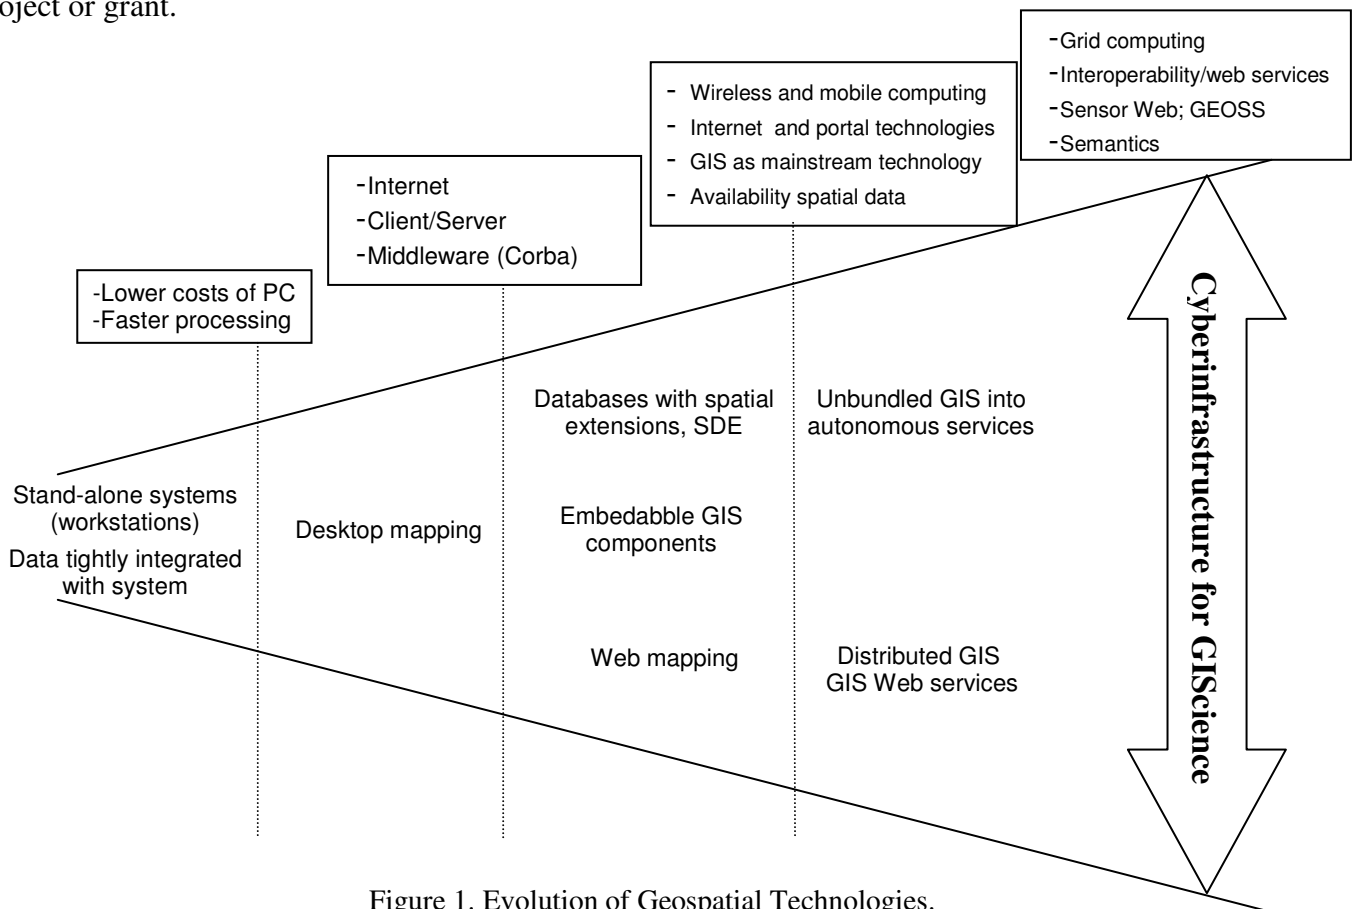 oject or grant.
-Grid computing
-Interoperability/web services
-Sensor Web; GEOSS
-Semantics
- Wireless and mobile computing
- Internet and portal technologies
- GIS as mainstream technology
- Availability spatial data
-Internet
-Client/Server
-Middleware (Corba)
-Lower costs of PC
-Faster processing
Stand-alone systems
(workstations)
Data tightly integrated
with system
Desktop mapping
Databases with spatial
extensions, SDE
Embedabble GIS
components
Web mapping
Unbundled GIS into
autonomous services
Distributed GIS
GIS Web services
Cyberinfrastructure for GIScience
Figure 1. Evolution of Geospatial Technologies.